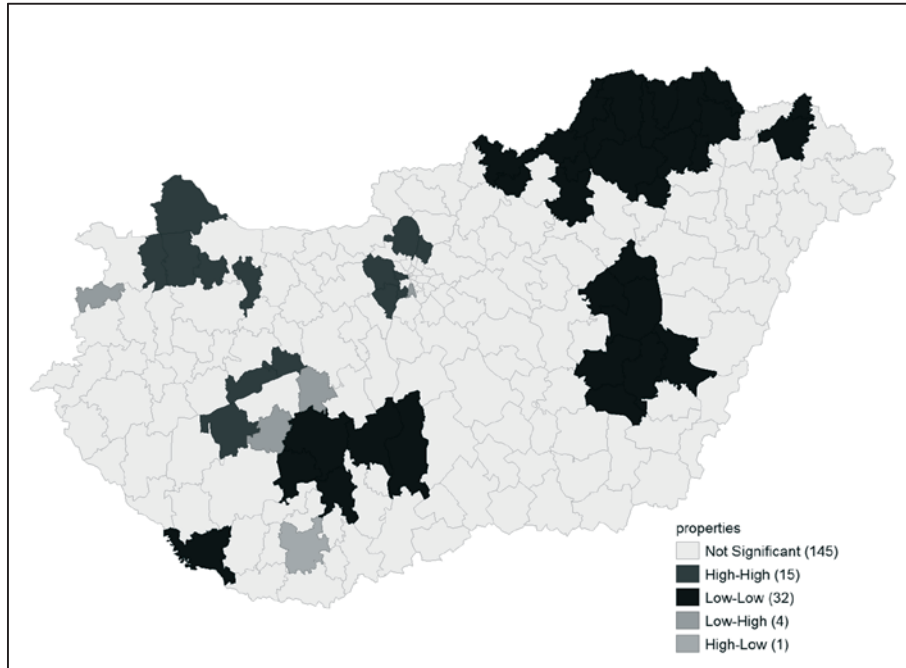 properties
Not Significant (145)
High-High (15)
Low-Low (32)
Low-High (4)
High-Low (1)